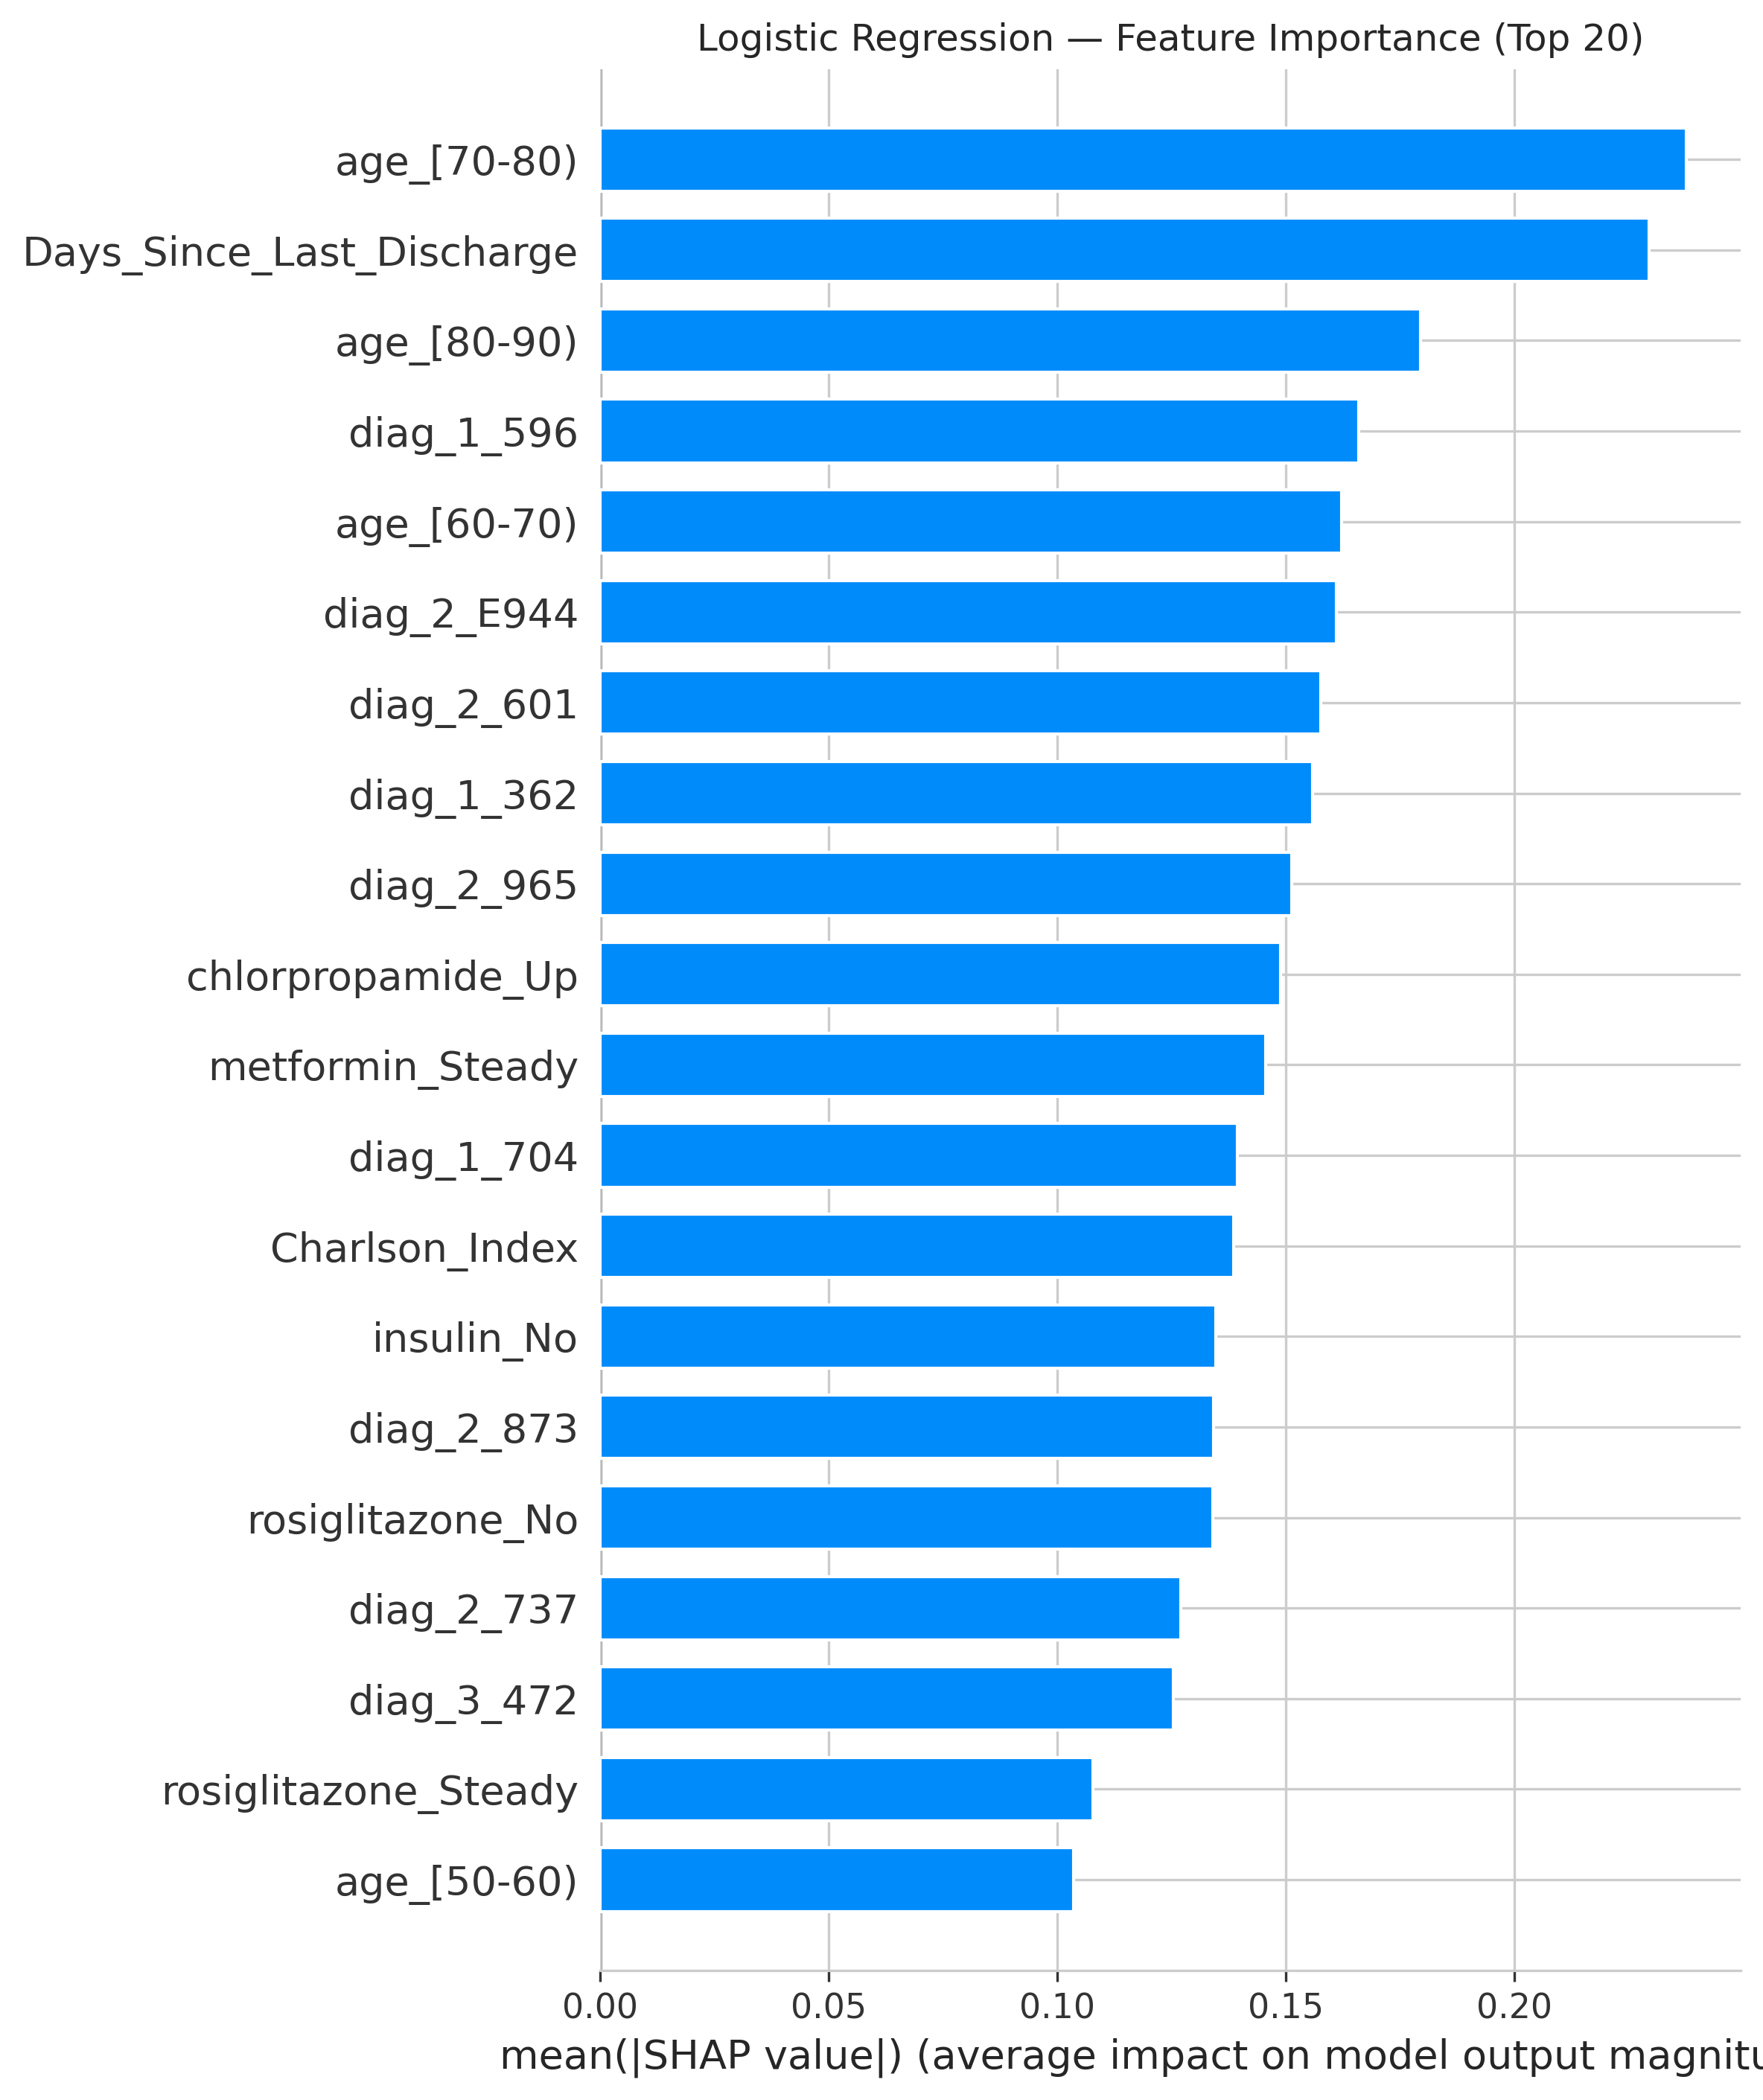 Logistic Regression — Feature Importance (Top 20)
age_[70-80)
Days_Since_Last_Discharge
age_[80-90)
diag_1_596
age_[60-70)
diag_2_E944
diag_2_601
diag_1_362
diag_2_965
chlorpropamide_Up
metformin_Steady
diag_1_704
Charlson_Index
insulin_No
diag_2_873
rosiglitazone_No
diag_2_737
diag_3_472
rosiglitazone_Steady
age_[50-60)
0.00 0.05 0.10 0.15 0.20
mean(|SHAP value|) (average impact on model output magnitu